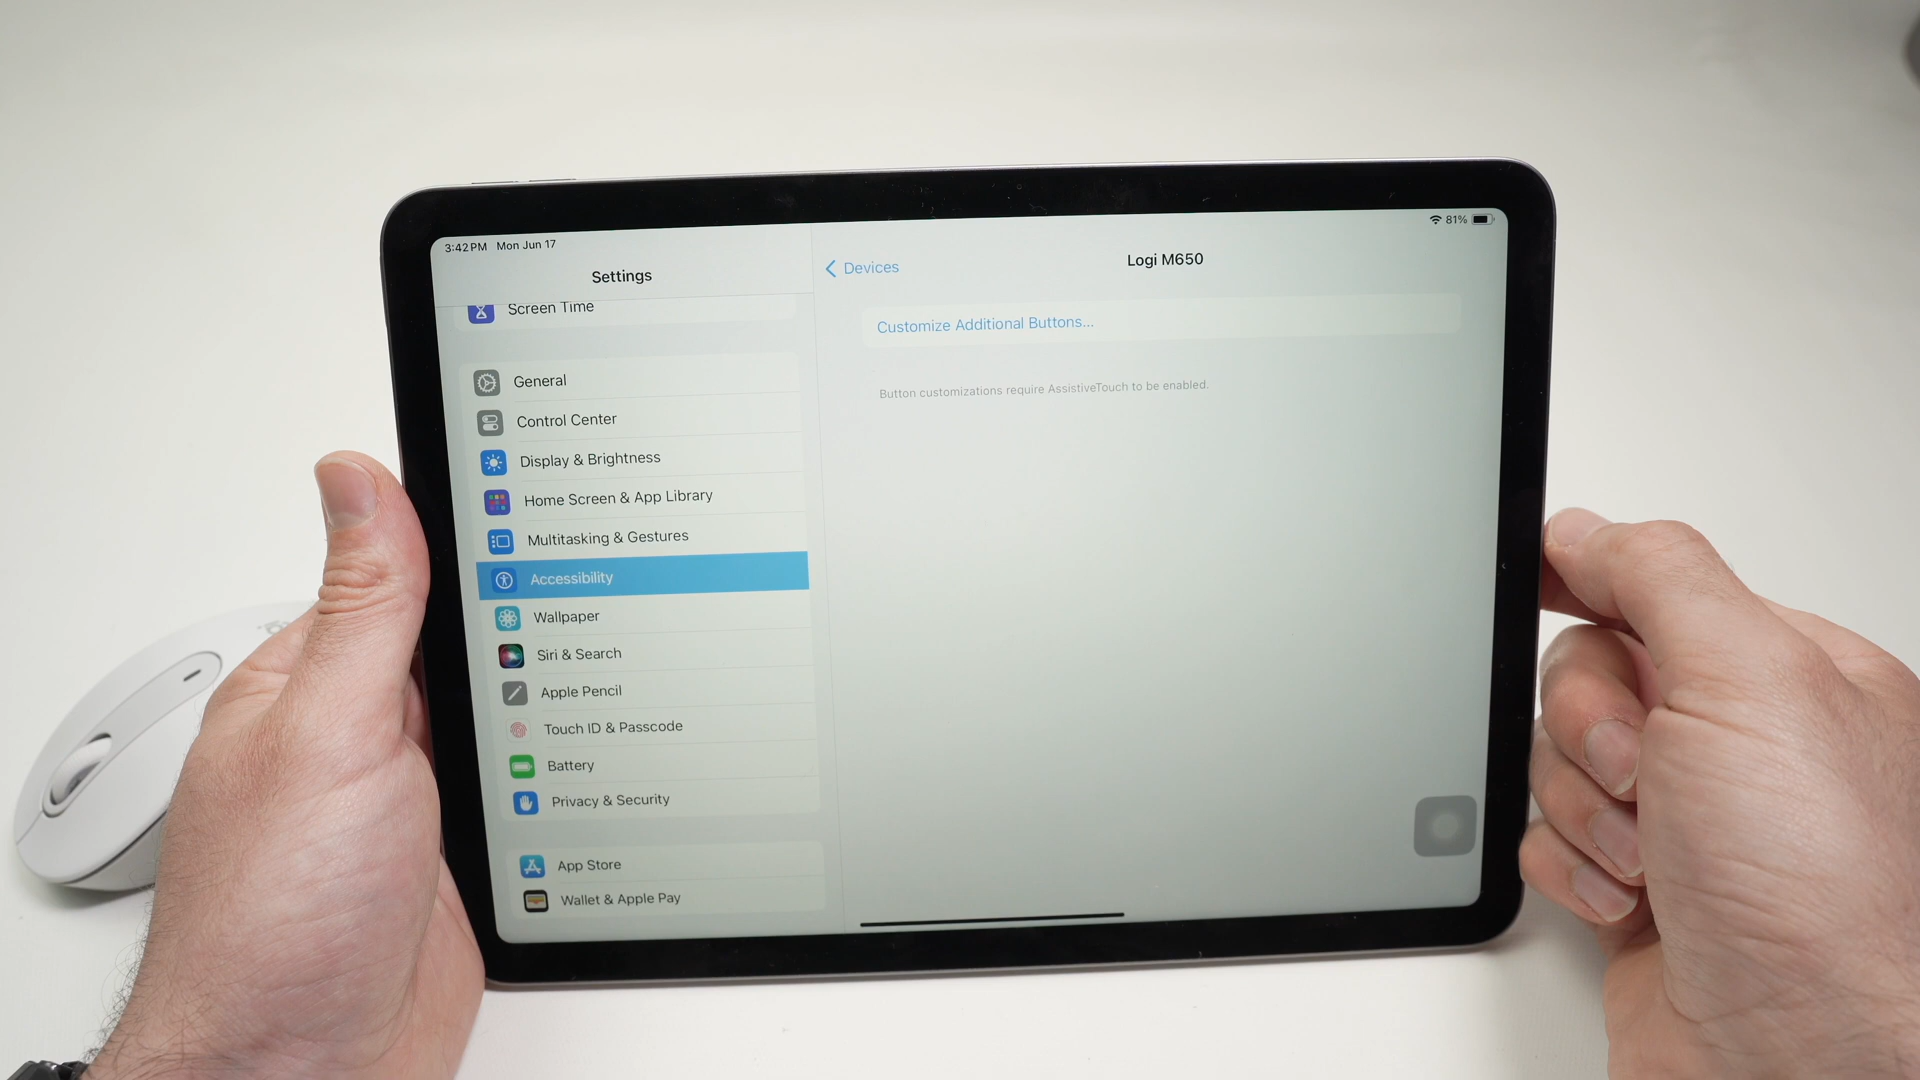 3:42 PM Mon Jun 17
81%
Settings
Screen Time
General
Control Center
Display & Brightness
Home Screen & App Library
Multitasking & Gestures
Accessibility
Wallpaper
Siri & Search
Apple Pencil
Touch ID & Passcode
Battery
Privacy & Security
App Store
Wallet & Apple Pay
Devices
Logi M650
Customize Additional Buttons...
Button customizations require AssistiveTouch to be enabled.